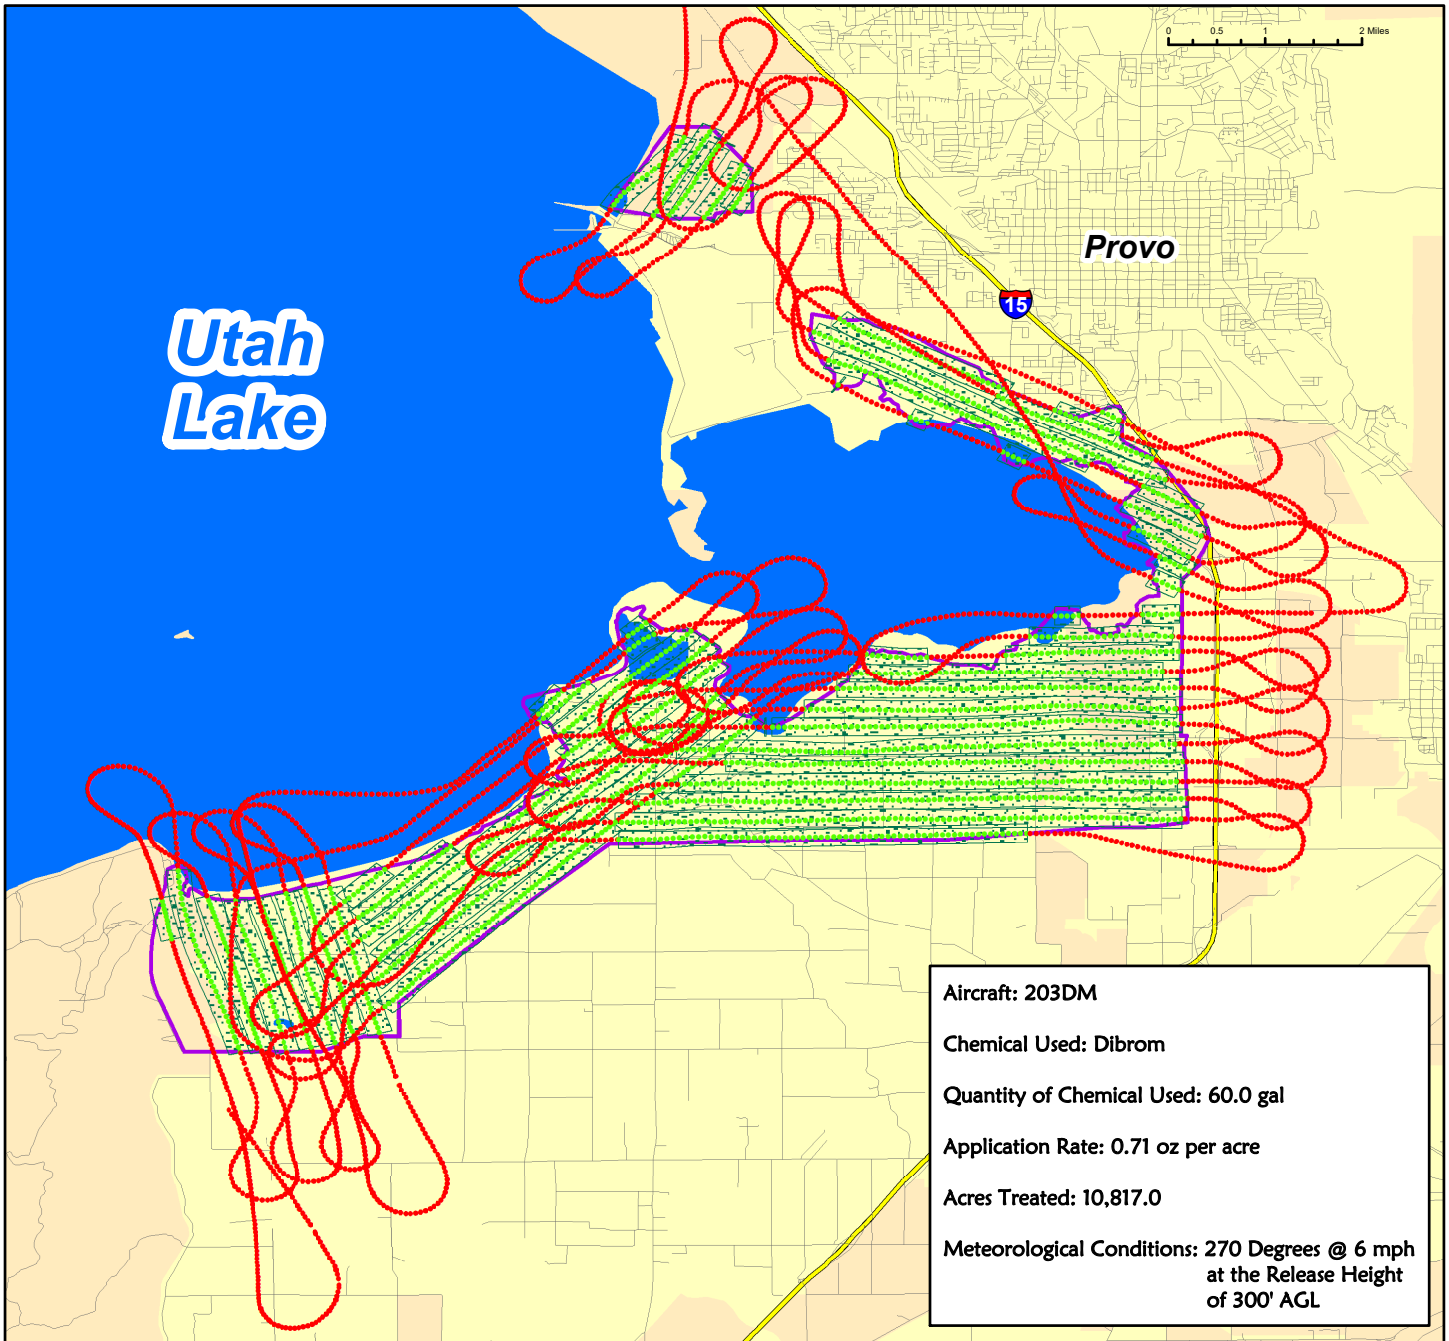 0 0.5 1 2 Miles
Provo
15
Utah
Lake
Aircraft: 203DM
Chemical Used: Dibrom
Quantity of Chemical Used: 60.0 gal
Application Rate: 0.71 oz per acre
Acres Treated: 10,817.0
Meteorological Conditions: 270 Degrees @ 6 mph
at the Release Height
of 300' AGL